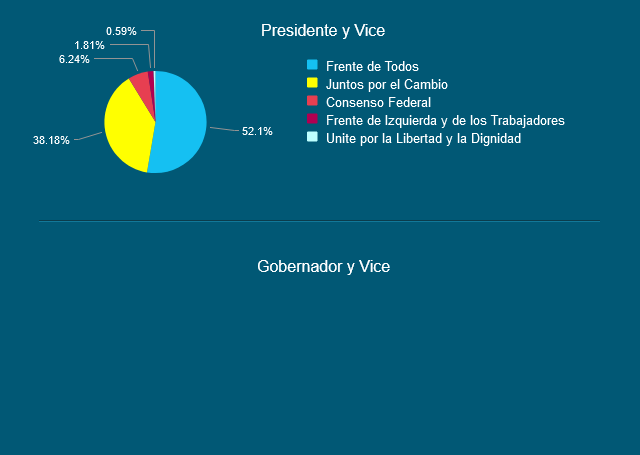 Presidente y Vice
0.59%
1.81%
6.24%
38.18%
52.1%
Frente de Todos
Juntos por el Cambio
Consenso Federal
Frente de Izquierda y de los Trabajadores
Unite por la Libertad y la Dignidad
Gobernador y Vice